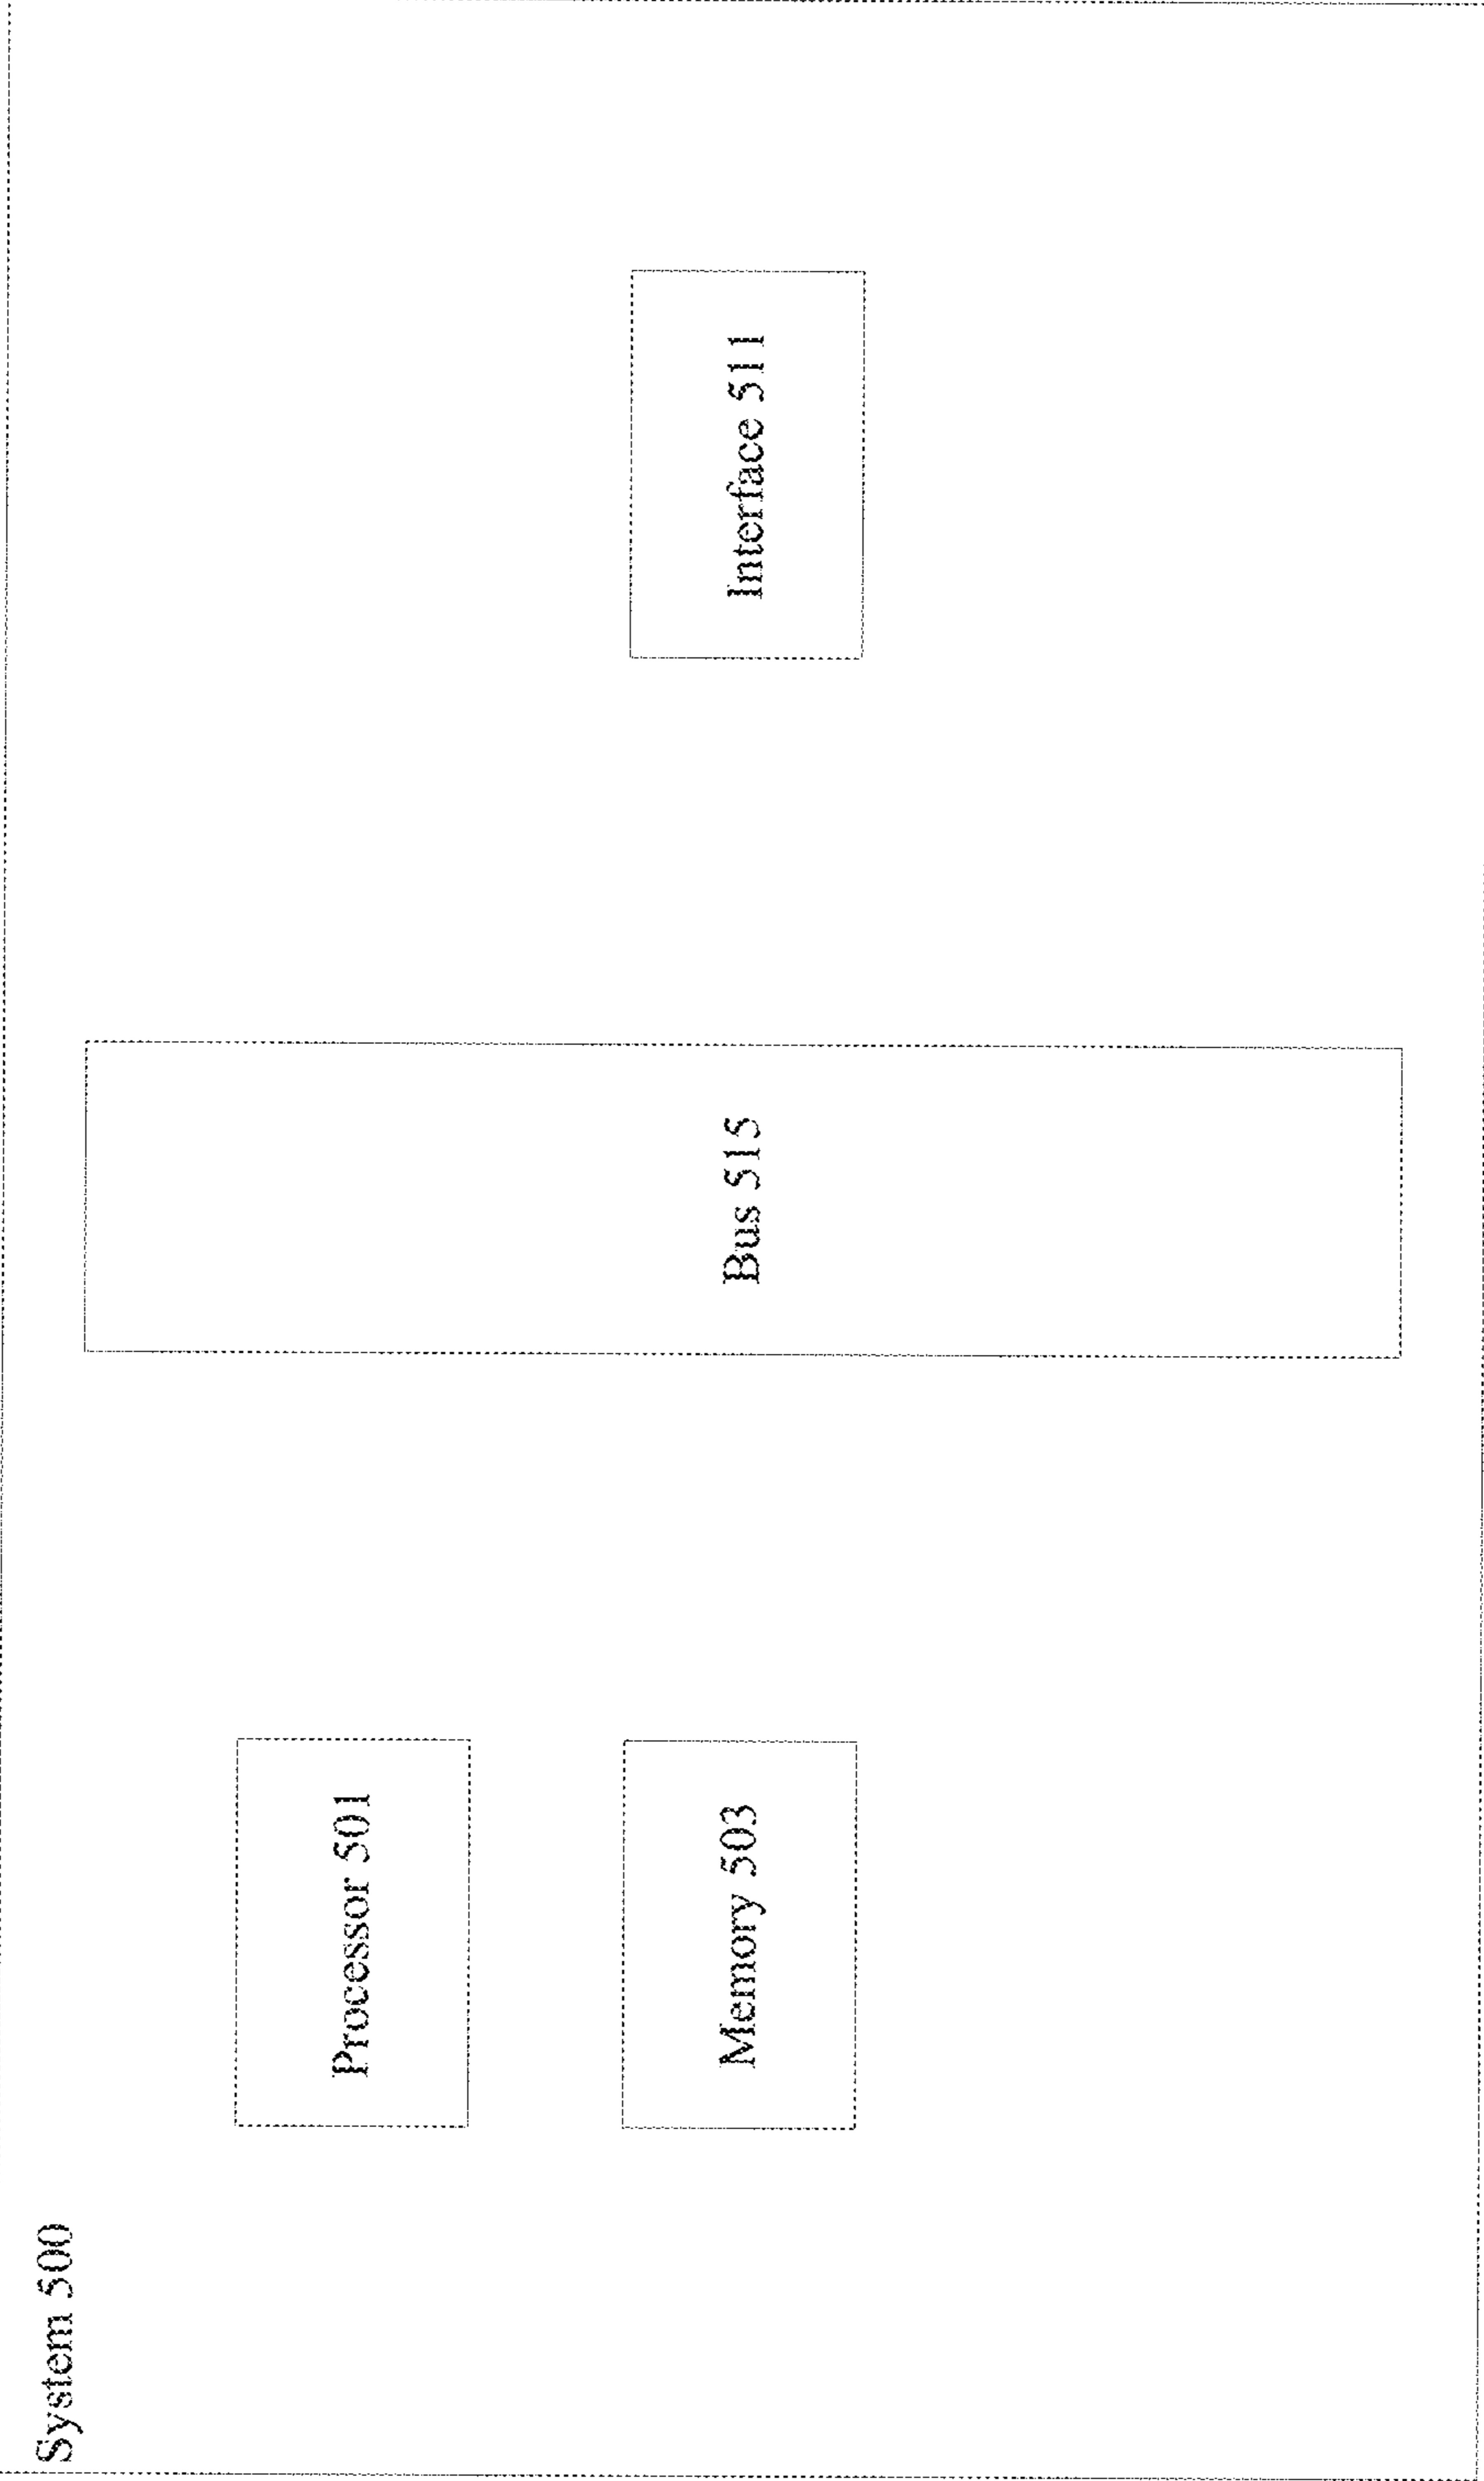 System 500
Processor 501
Memory 503
Bus 515
Interface 511